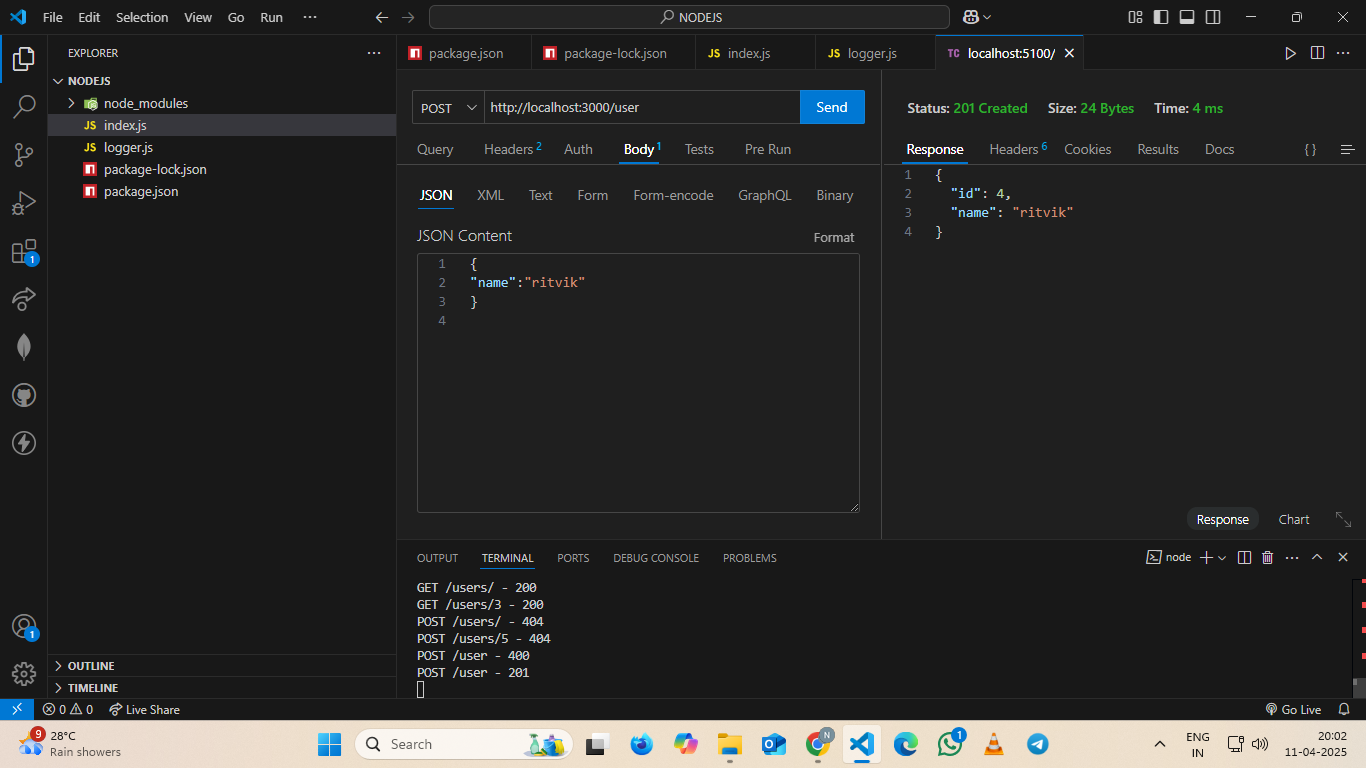 File Edit Selection View Go Run ··· NODEJS
EXPLORER ···
NODEJS
node_modules
JS index.js
JS logger.js
package-lock.json
package.json
OUTLINE
TIMELINE
1
1
package.json package-lock.json JS index.js JS logger.js TC localhost:5100/
POST http://localhost:3000/user Send
Query Headers 2 Auth Body 1 Tests Pre Run
JSON XML Text Form Form-encode GraphQL Binary
JSON Content Format
1 {
2 "name":"ritvik"
3 }
4
Status: 201 Created Size: 24 Bytes Time: 4 ms
Response Headers 6 Cookies Results Docs { }
1 {
2 "id": 4,
3 "name": "ritvik"
4 }
Response Chart
OUTPUT TERMINAL PORTS DEBUG CONSOLE PROBLEMS node
GET /users/ - 200
GET /users/3 - 200
POST /users/ - 404
POST /users/5 - 404
POST /user - 400
POST /user - 201
0 0 Live Share Go Live
9 28°C
Rain showers
Search
N
1
ENG
IN
20:02
11-04-2025